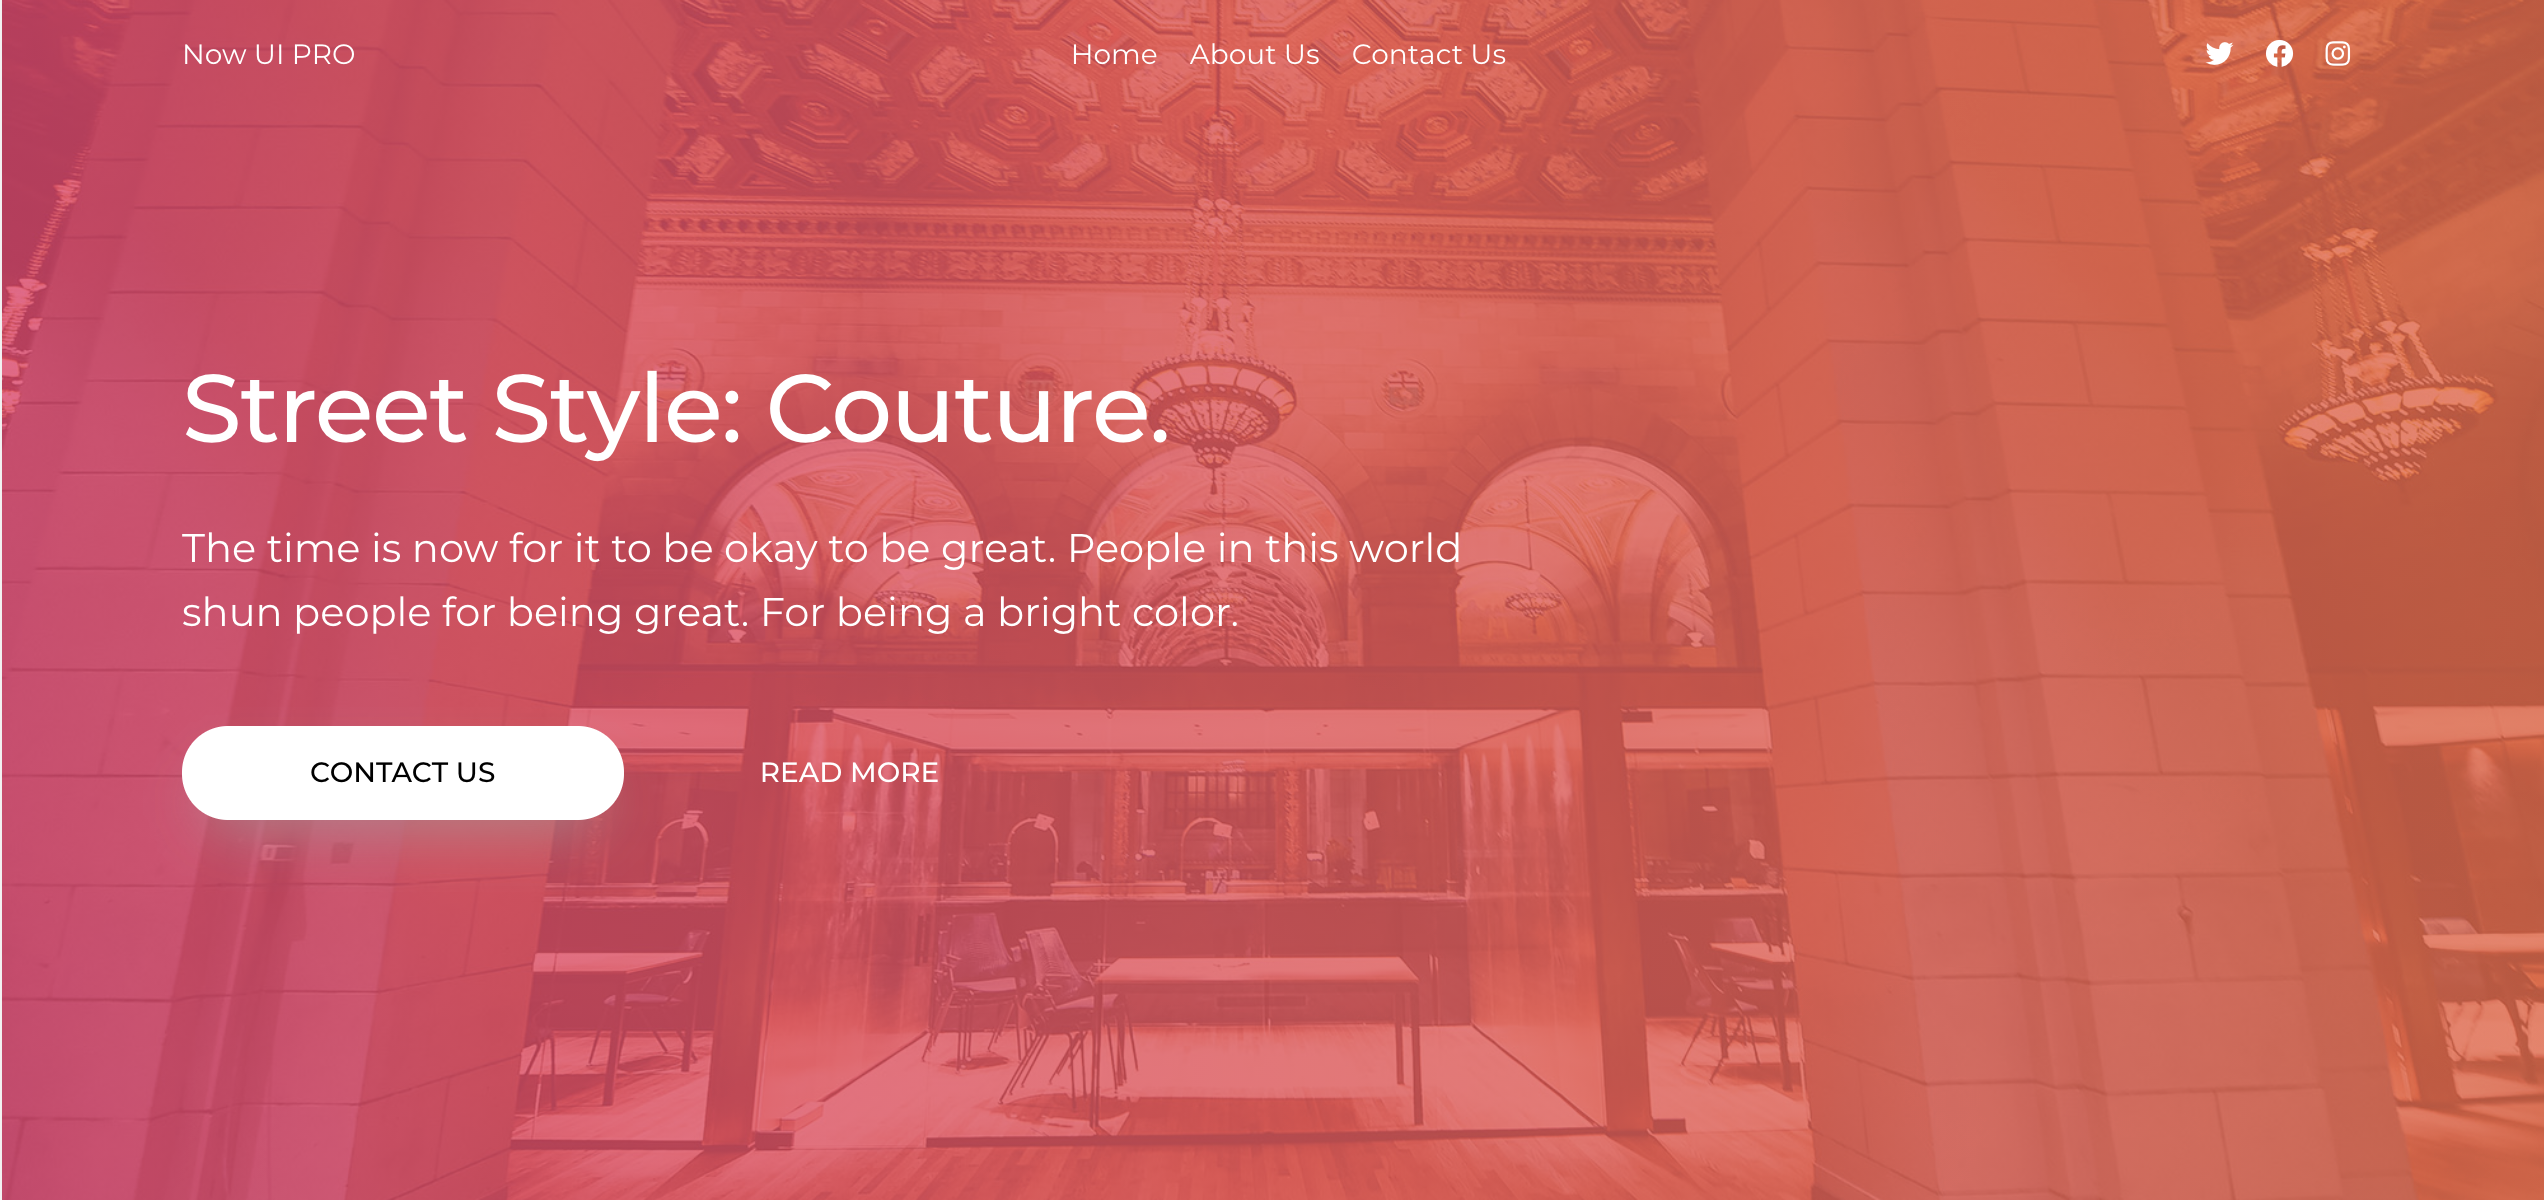 Now UI PRO
Home About Us Contact Us
Street Style: Couture.
The time is now for it to be okay to be great. People in this world
shun people for being great. For being a bright color.
CONTACT US
READ MORE